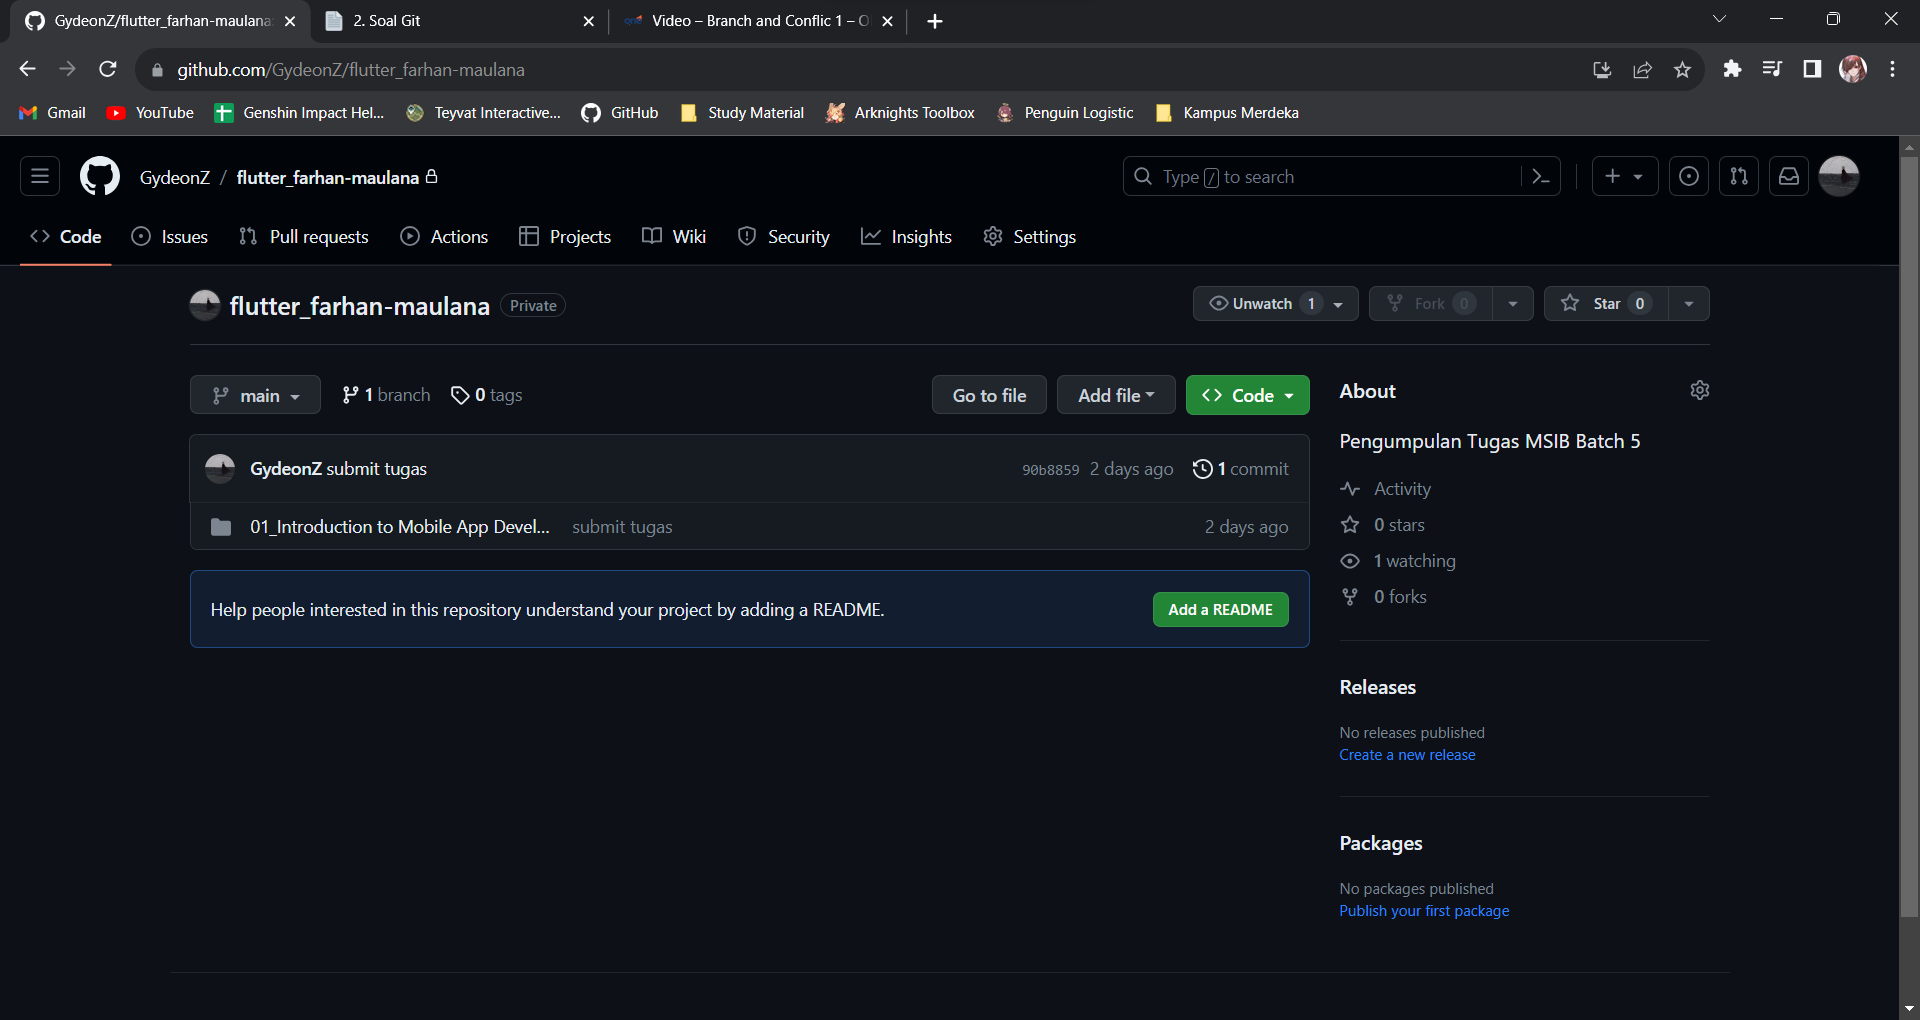 GydeonZ/flutter_farhan-maulana
2. Soal Git
Video – Branch and Conflic 1 – O
github.com/GydeonZ/flutter_farhan-maulana
Gmail
YouTube
Genshin Impact Hel...
Teyvat Interactive...
GitHub
Study Material
Arknights Toolbox
Penguin Logistic
Kampus Merdeka
GydeonZ / flutter_farhan-maulana
Type / to search
Code
Issues
Pull requests
Actions
Projects
Wiki
Security
Insights
Settings
flutter_farhan-maulana Private
Unwatch 1
Fork 0
Star 0
main
1 branch
0 tags
Go to file
Add file
<> Code
GydeonZ submit tugas
90b8859 2 days ago
1 commit
01_Introduction to Mobile App Devel...
submit tugas
2 days ago
Help people interested in this repository understand your project by adding a README.
Add a README
About
Pengumpulan Tugas MSIB Batch 5
Activity
0 stars
1 watching
0 forks
Releases
No releases published
Create a new release
Packages
No packages published
Publish your first package